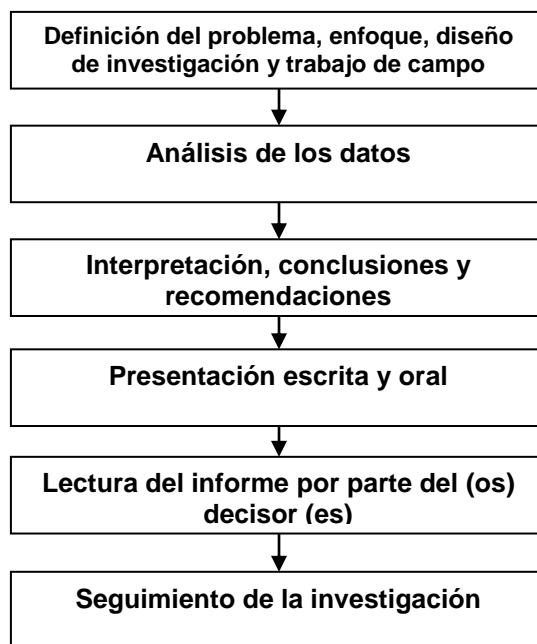 Definición del problema, enfoque, diseño
de investigación y trabajo de campo
Análisis de los datos
Interpretación, conclusiones y
recomendaciones
Presentación escrita y oral
Lectura del informe por parte del (os)
decisor (es)
Seguimiento de la investigación